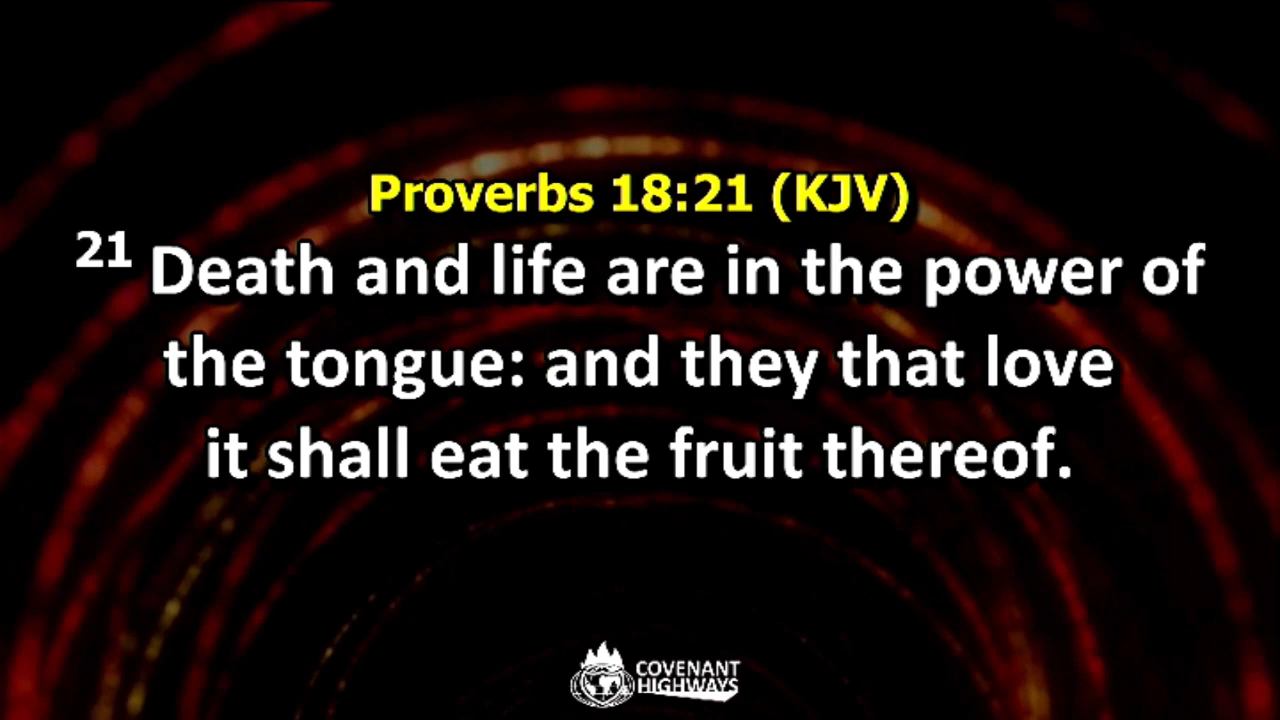 Proverbs 18:21 (KJV)
21 Death and life are in the power of
the tongue: and they that love
it shall eat the fruit thereof.
COVENANT
HIGHWAYS